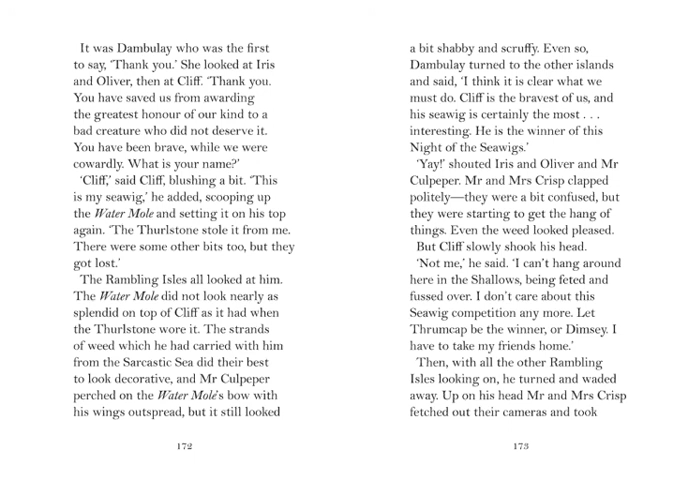 It was Dambulay who was the first
to say, ‘Thank you.’ She looked at Iris
and Oliver, then at Cliff. ‘Thank you.
You have saved us from awarding
the greatest honour of our kind to a
bad creature who did not deserve it.
You have been brave, while we were
cowardly. What is your name?’
‘Cliff,’ said Cliff, blushing a bit. ‘This
is my seawig,’ he added, scooping up
the Water Mole and setting it on his top
again. ‘The Thurlstone stole it from me.
There were some other bits too, but they
got lost.’
The Rambling Isles all looked at him.
The Water Mole did not look nearly as
splendid on top of Cliff as it had when
the Thurlstone wore it. The strands
of weed which he had carried with him
from the Sarcastic Sea did their best
to look decorative, and Mr Culpeper
perched on the Water Mole’s bow with
his wings outspread, but it still looked
172
a bit shabby and scruffy. Even so,
Dambulay turned to the other islands
and said, ‘I think it is clear what we
must do. Cliff is the bravest of us, and
his seawig is certainly the most . . .
interesting. He is the winner of this
Night of the Seawigs.’
‘Yay!’ shouted Iris and Oliver and Mr
Culpeper. Mr and Mrs Crisp clapped
politely—they were a bit confused, but
they were starting to get the hang of
things. Even the weed looked pleased.
But Cliff slowly shook his head.
‘Not me,’ he said. ‘I can’t hang around
here in the Shallows, being feted and
fussed over. I don’t care about this
Seawig competition any more. Let
Thrumcap be the winner, or Dimsey. I
have to take my friends home.’
Then, with all the other Rambling
Isles looking on, he turned and waded
away. Up on his head Mr and Mrs Crisp
fetched out their cameras and took
173